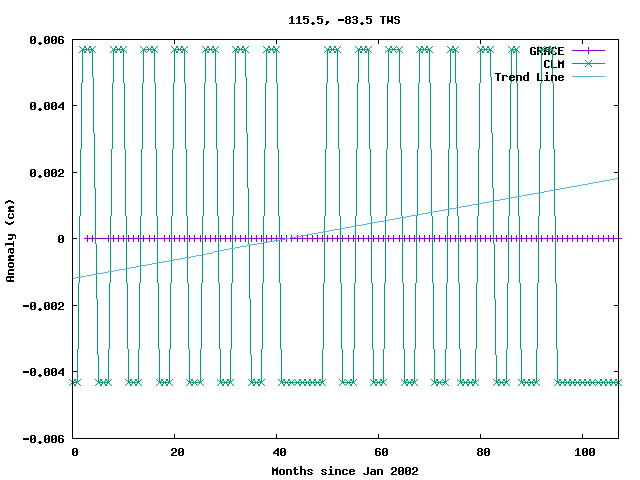 115.5, -83.5 TWS
0.006
0.004
0.002
0
-0.002
-0.004
-0.006
Anomaly (cm)
GRACE
CLM
Trend Line
0 20 40 60 80 100
Months since Jan 2002